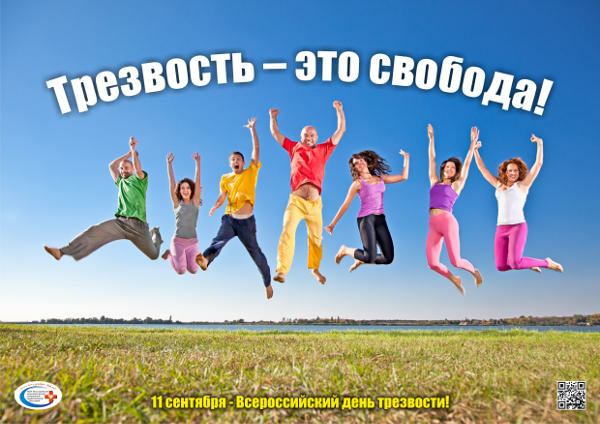 Трезвость – это свобода!
11 сентября - Всероссийский день трезвости!